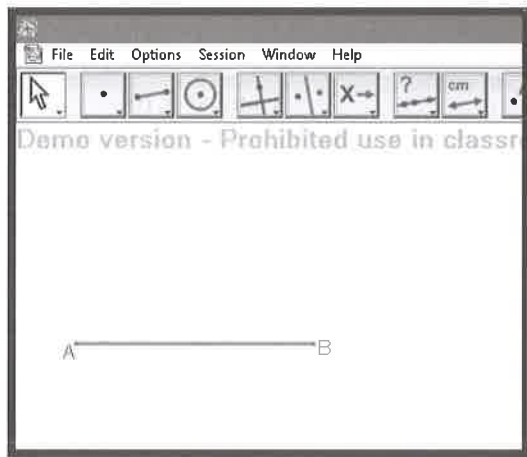 File Edit Options Session Window Help
? cm
X
Demo version - Prohibited use in classr
A B